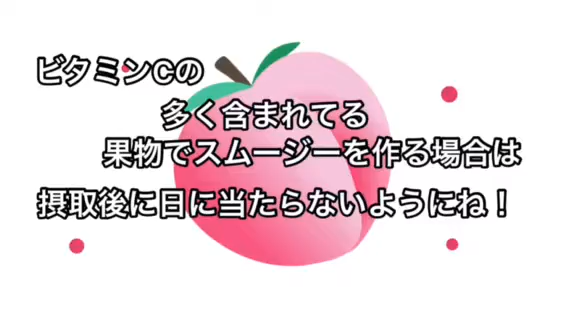 ビタミンCの
多く含まれてる
果物でスムージーを作る場合は
摂取後に日に当たらないようにね！